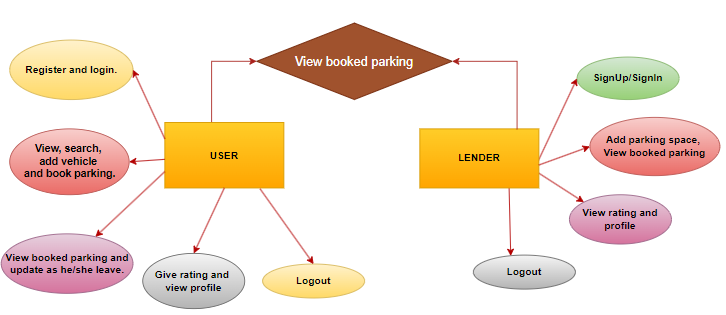 View booked parking
Register and login.
SignUp/SignIn
View, search,
add vehicle
and book parking.
USER
LENDER
Add parking space,
View booked parking
View rating and
profile
View booked parking and
update as he/she leave.
Give rating and
view profile
Logout
Logout